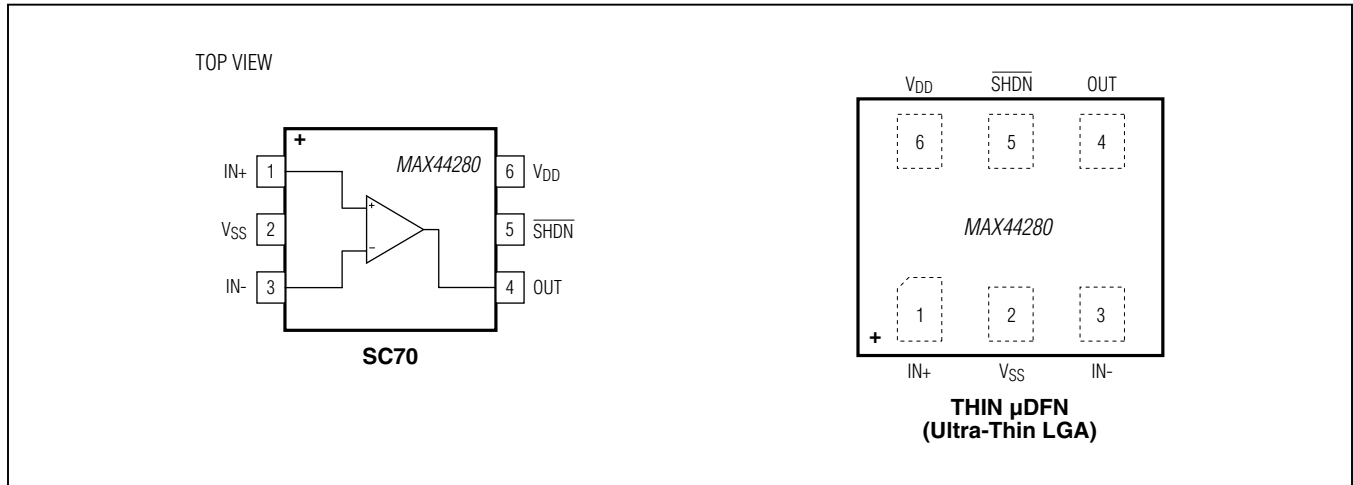 TOP VIEW
+
MAX44280
IN+ 1
VSS 2
IN- 3
6 VDD
5 SHDN
4 OUT
+
−
SC70
VDD SHDN OUT
6 5 4
MAX44280
1 2 3
+
IN+ VSS IN-
THIN µDFN
(Ultra-Thin LGA)